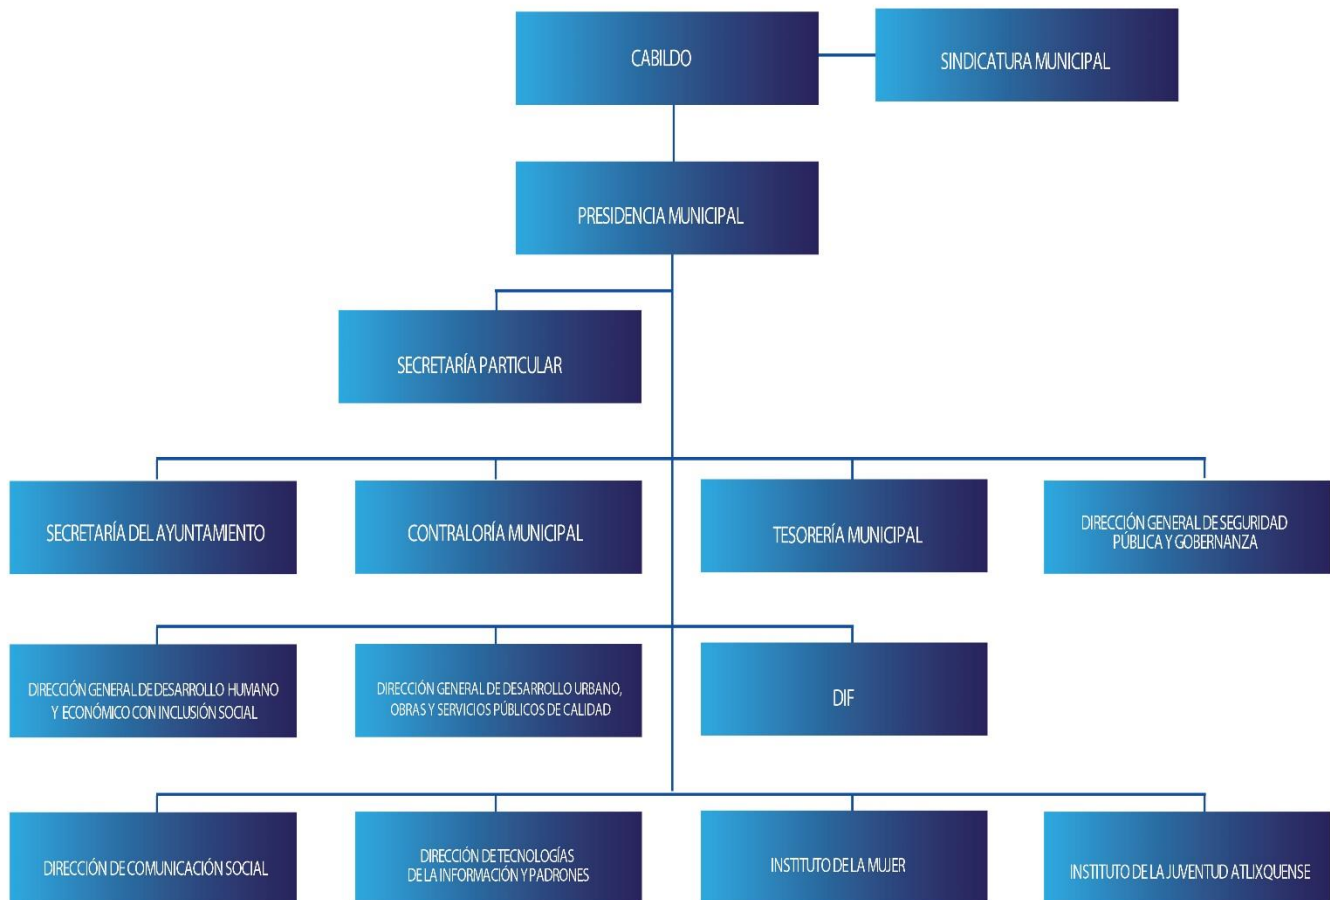 CABILDO
SINDICATURA MUNICIPAL
PRESIDENCIA MUNICIPAL
SECRETARÍA PARTICULAR
SECRETARÍA DEL AYUNTAMIENTO
CONTRALORÍA MUNICIPAL
TESORERÍA MUNICIPAL
DIRECCIÓN GENERAL DE SEGURIDAD
PÚBLICA Y GOBERNANZA
DIRECCIÓN GENERAL DE DESARROLLO HUMANO
Y ECONÓMICO CON INCLUSIÓN SOCIAL
DIRECCIÓN GENERAL DE DESARROLLO URBANO,
OBRAS Y SERVICIOS PÚBLICOS DE CALIDAD
DIF
DIRECCIÓN DE COMUNICACIÓN SOCIAL
DIRECCIÓN DE TECNOLOGÍAS
DE LA INFORMACIÓN Y PADRONES
INSTITUTO DE LA MUJER
INSTITUTO DE LA JUVENTUD ATLIXQUENSE